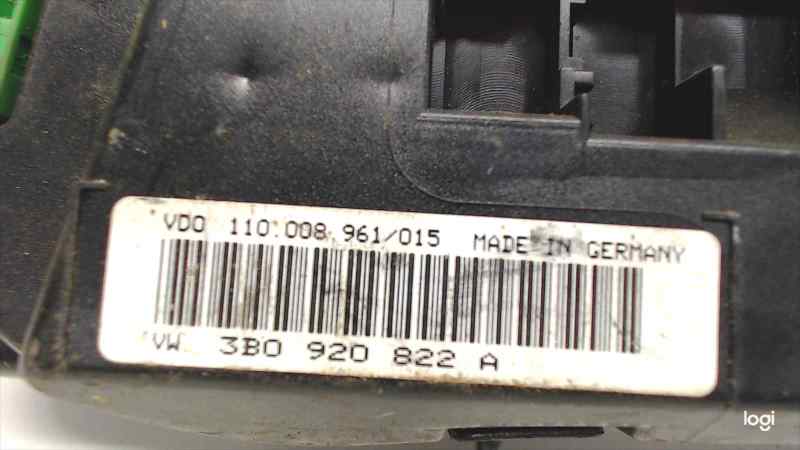 VDO 110.008.961/015 MADE IN GERMANY
VW 3B0 920 822 A
logi